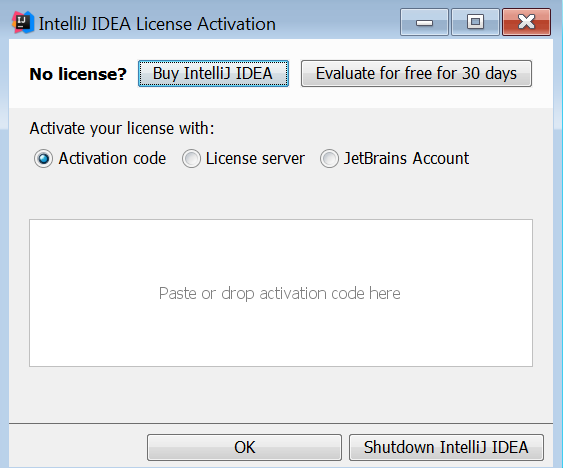 IntelliJ IDEA License Activation
No license? Buy IntelliJ IDEA Evaluate for free for 30 days
Activate your license with:
Activation code License server JetBrains Account
Paste or drop activation code here
OK Shutdown IntelliJ IDEA